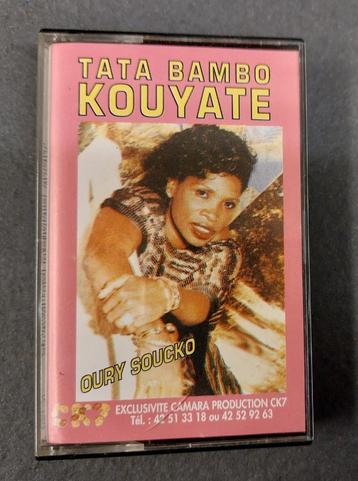 TATA BAMBO
KOUYATE
OURY SOUCKO
CK7
EXCLUSIVITE CAMARA PRODUCTION CK7
Tél. : 42 51 33 18 ou 42 52 92 63